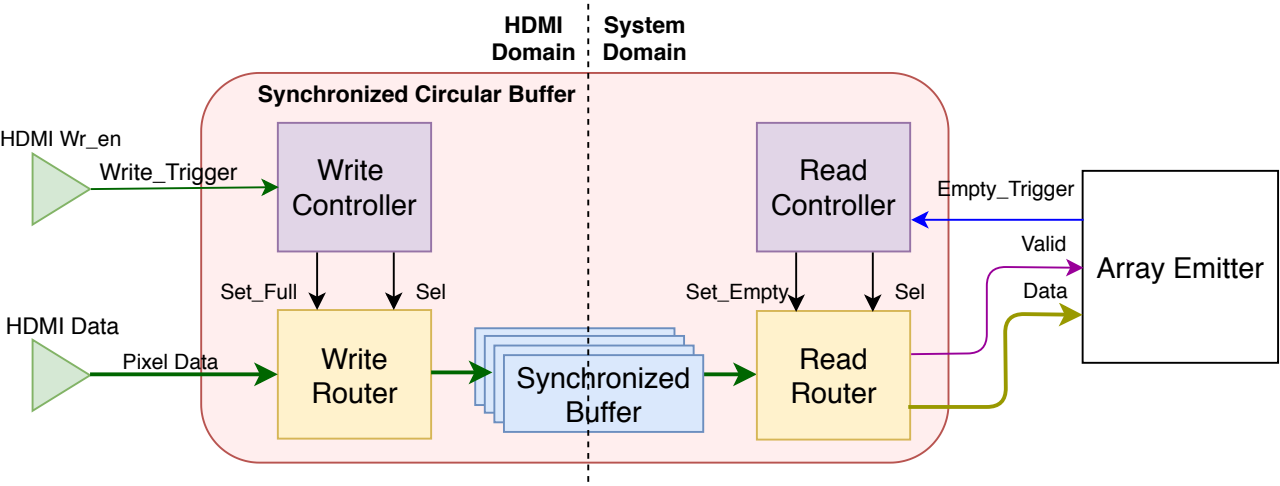 HDMI
Domain
System
Domain
Synchronized Circular Buffer
HDMI Wr_en
Write_Trigger
Write
Controller
Read
Controller
Empty_Trigger
Valid
Array Emitter
Set_Full
Sel
Set_Empty
Sel
Data
HDMI Data
Pixel Data
Write
Router
Synchronized
Buffer
Read
Router